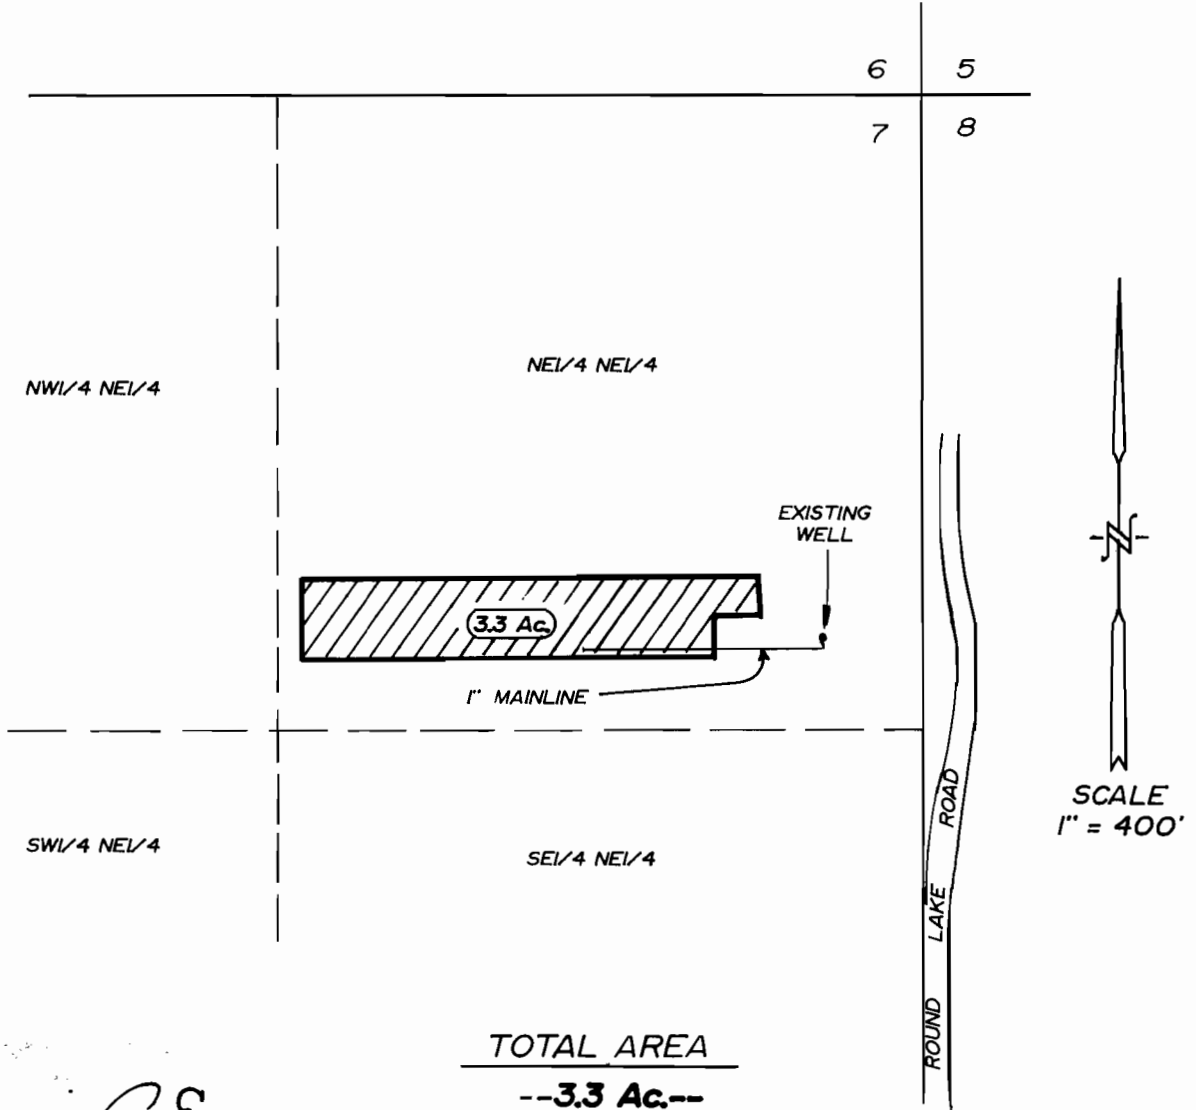 6 5
7 8
NE1/4 NE1/4
NW1/4 NE1/4
EXISTING
WELL
3.3 Ac.
1" MAINLINE
N
SCALE
1" = 400'
SW1/4 NE1/4
SE1/4 NE1/4
ROUND LAKE ROAD
TOTAL AREA
--3.3 Ac.--